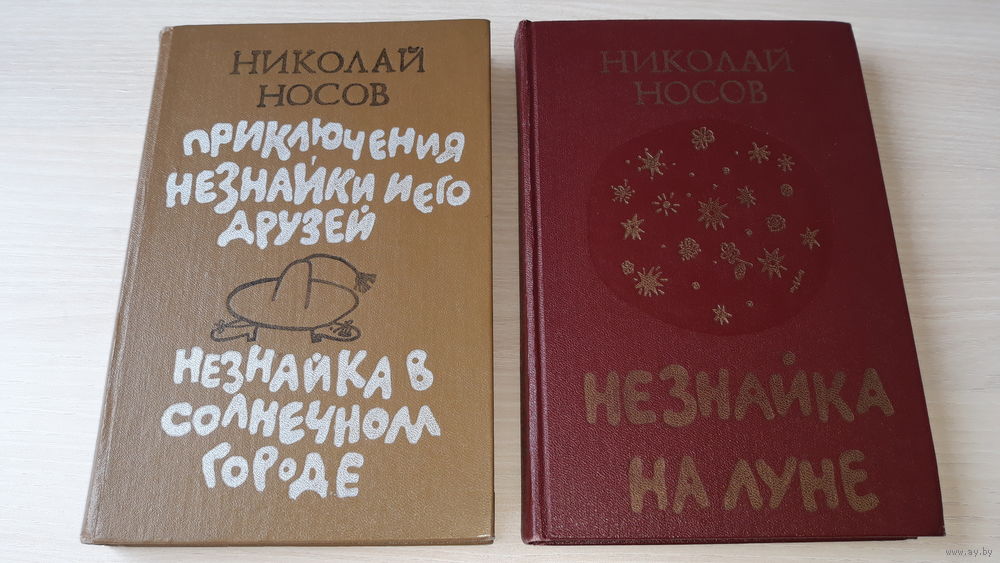 НИКОЛАЙ
НОСОВ
ПРИКЛЮЧЕНИЯ
НЕЗНАЙКИ И ЕГО
ДРУЗЕЙ
НЕЗНАЙКА В
СОЛНЕЧНОМ
ГОРОДЕ
НИКОЛАЙ
НОСОВ
НЕЗНАЙКА
НА ЛУНЕ
www.ay.by